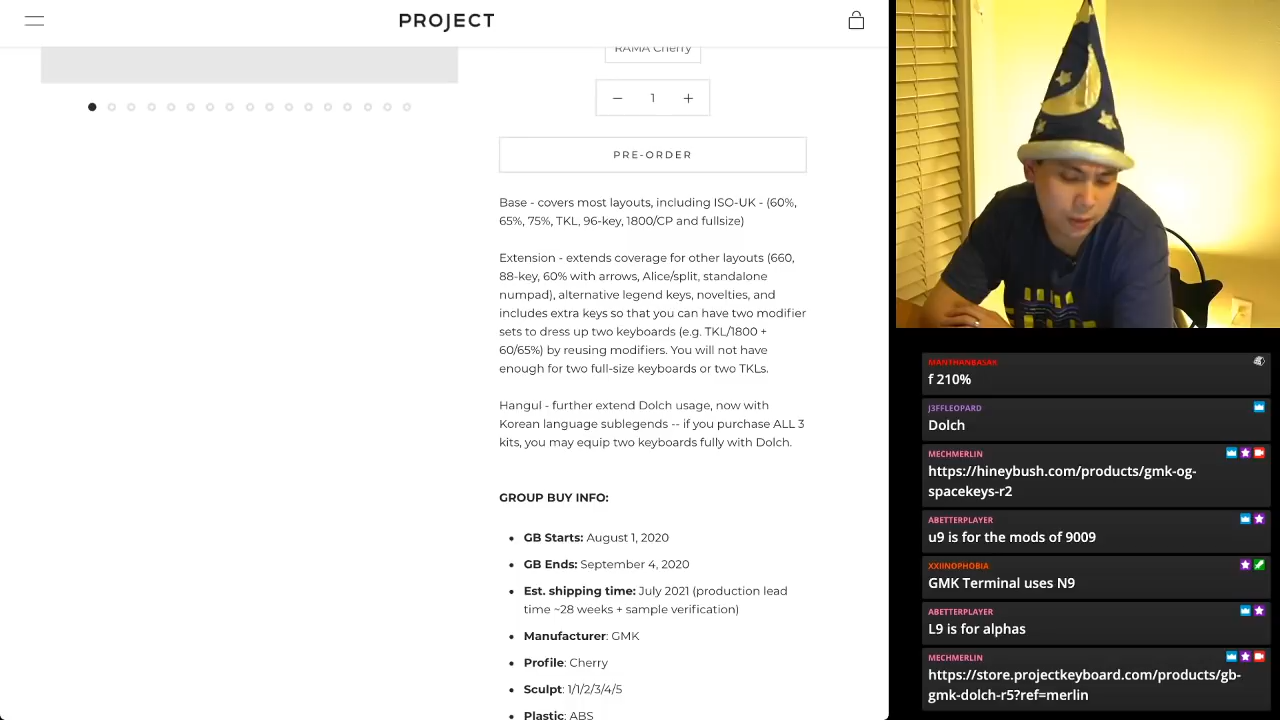 PROJECT
RAMA Cherry
1
PRE-ORDER
Base - covers most layouts, including ISO-UK - (60%,
65%, 75%, TKL, 96-key, 1800/CP and fullsize)
Extension - extends coverage for other layouts (660,
88-key, 60% with arrows, Alice/split, standalone
numpad), alternative legend keys, novelties, and
includes extra keys so that you can have two modifier
sets to dress up two keyboards (e.g. TKL/1800 +
60/65%) by reusing modifiers. You will not have
enough for two full-size keyboards or two TKLs.
Hangul - further extend Dolch usage, now with
Korean language sublegends -- if you purchase ALL 3
kits, you may equip two keyboards fully with Dolch.
GROUP BUY INFO:
GB Starts: August 1, 2020
GB Ends: September 4, 2020
Est. shipping time: July 2021 (production lead
time ~28 weeks + sample verification)
Manufacturer: GMK
Profile: Cherry
Sculpt: 1/1/2/3/4/5
Plastic: ABS
MANTHANBASAR
f 210%
J3FFLEOPARD
Dolch
MECHMERLIN
https://hineybush.com/products/gmk-og-
spacekeys-r2
ABETTERPLAYER
u9 is for the mods of 9009
XXIINOPHOBIA
GMK Terminal uses N9
ABETTERPLAYER
L9 is for alphas
MECHMERLIN
https://store.projectkeyboard.com/products/gb-
gmk-dolch-r5?ref=merlin